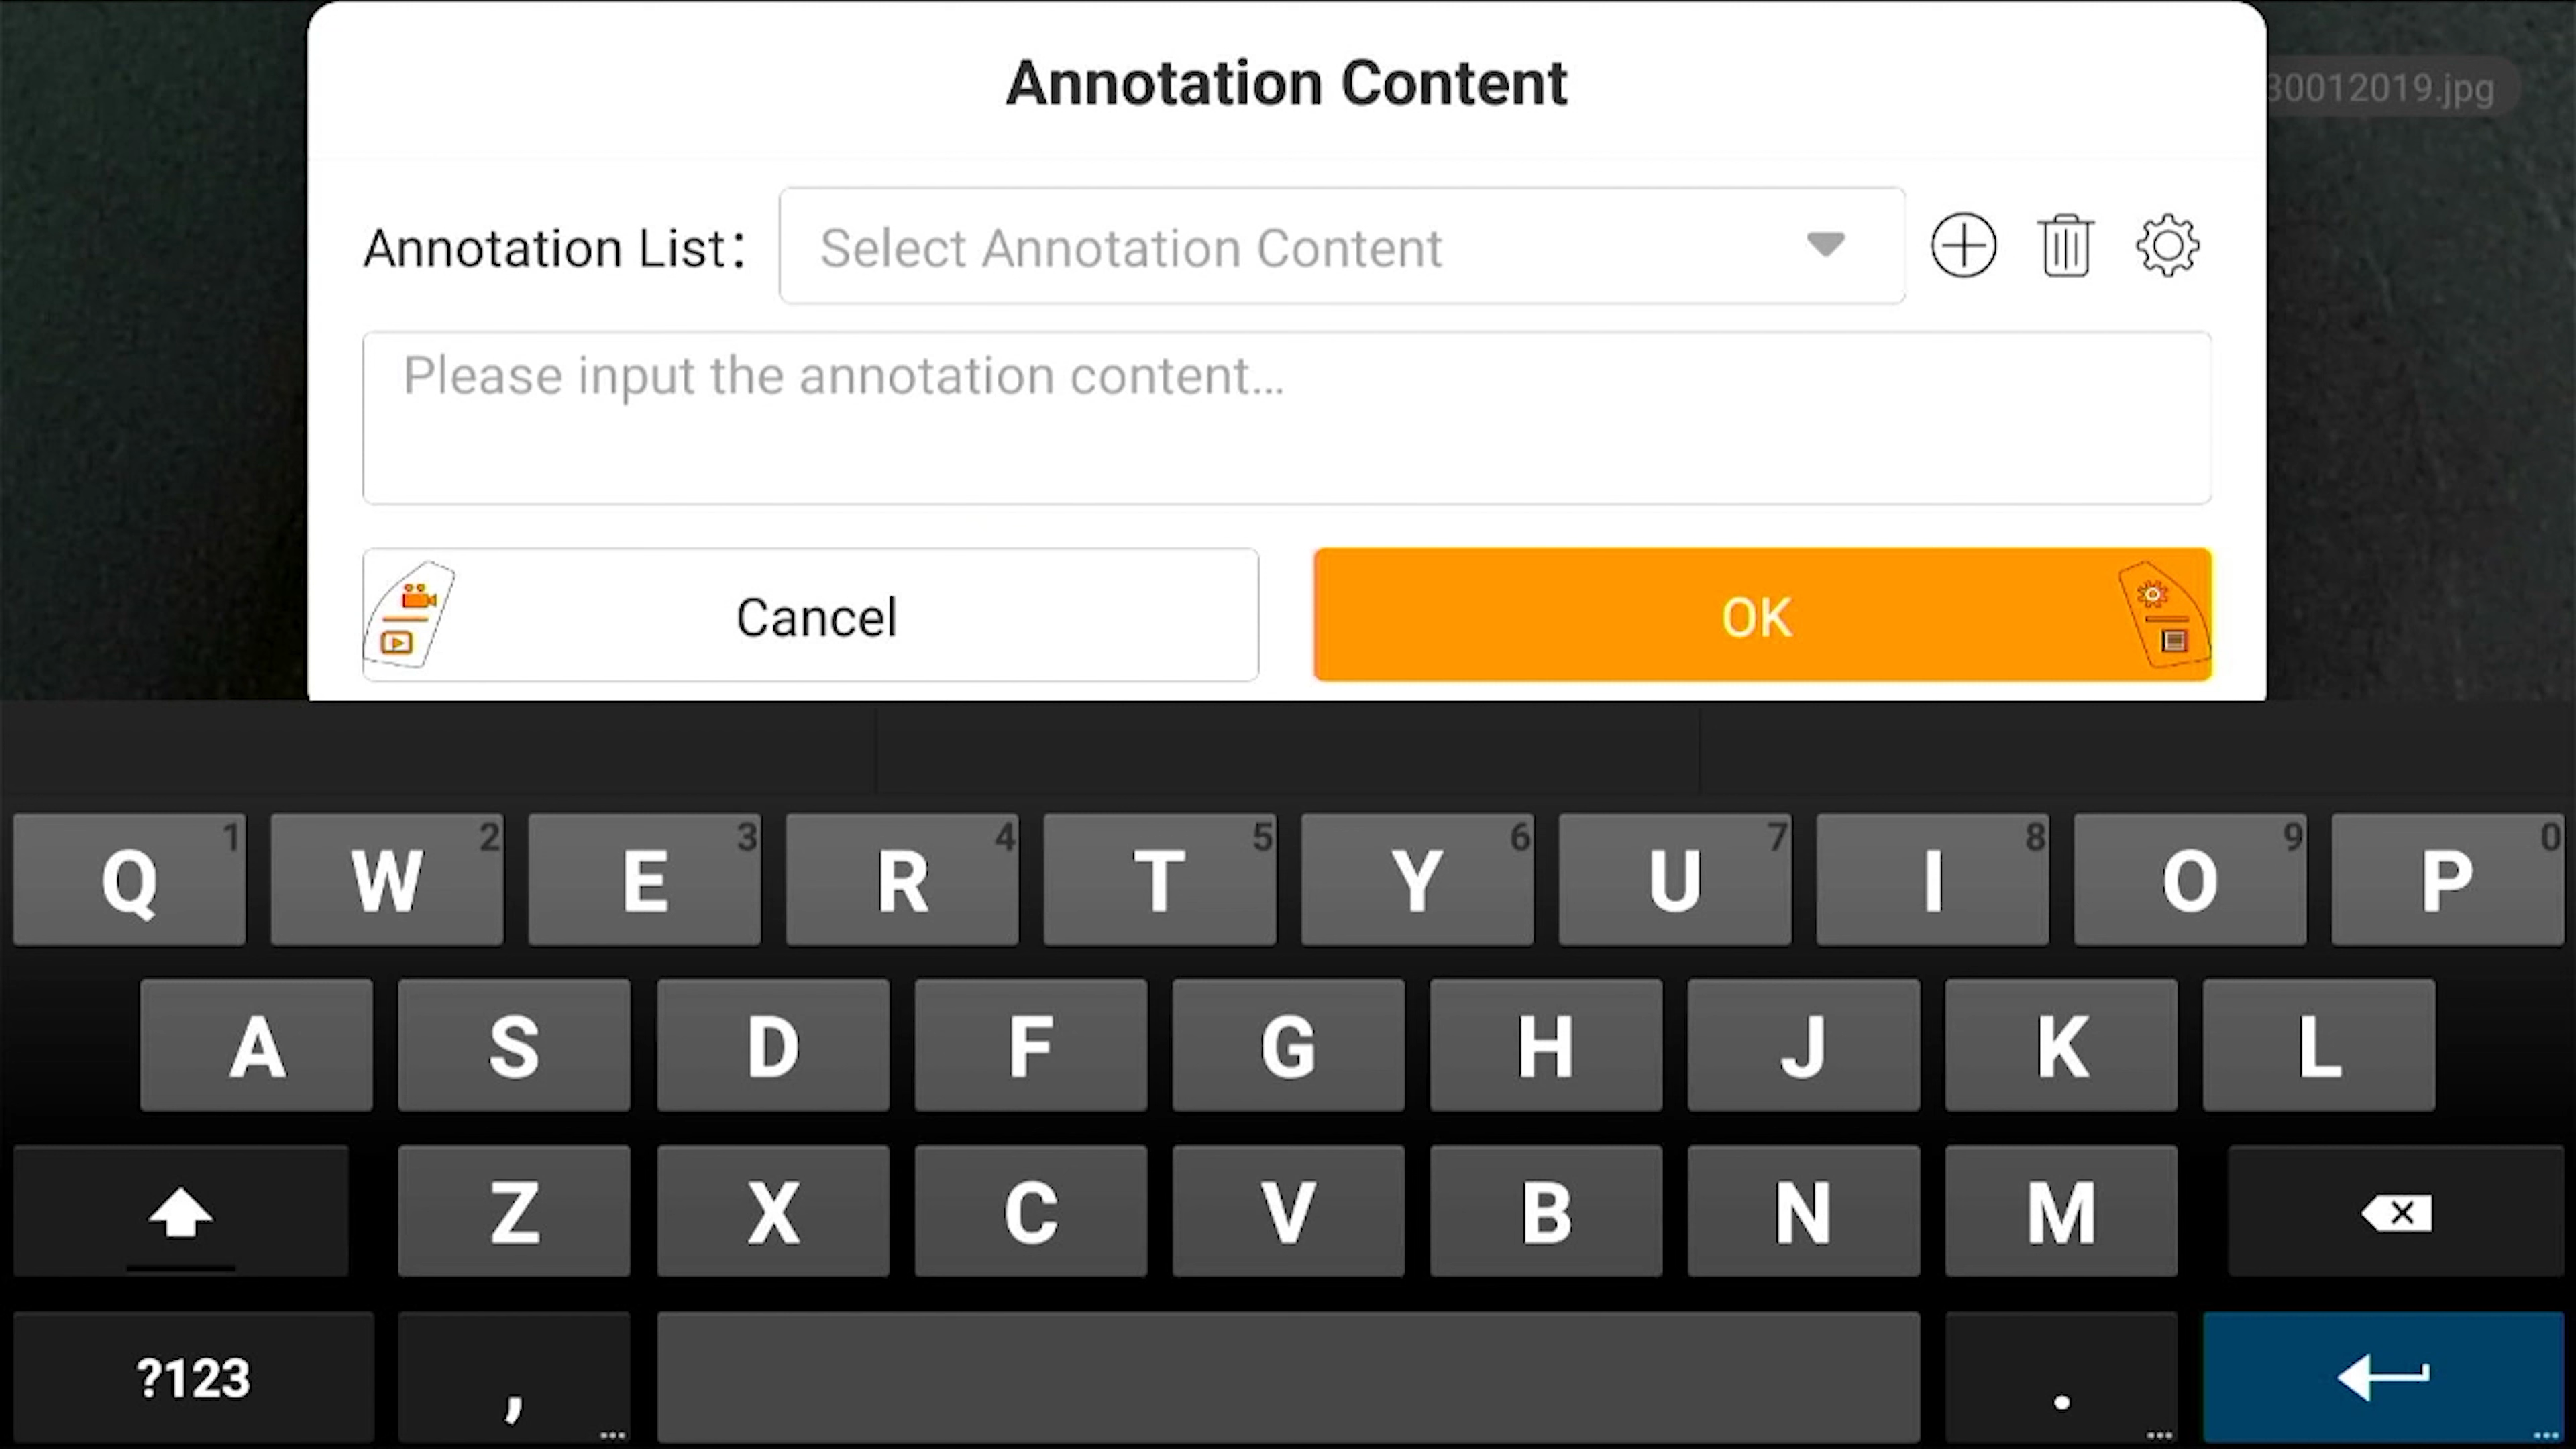 Annotation Content
30012019.jpg
Annotation List:
Select Annotation Content
Please input the annotation content...
Cancel
OK
Q 1 W 2 E 3 R 4 T 5 Y 6 U 7 I 8 O 9 P 0
A S D F G H J K L
Z X C V B N M
?123 , ... . ... ...